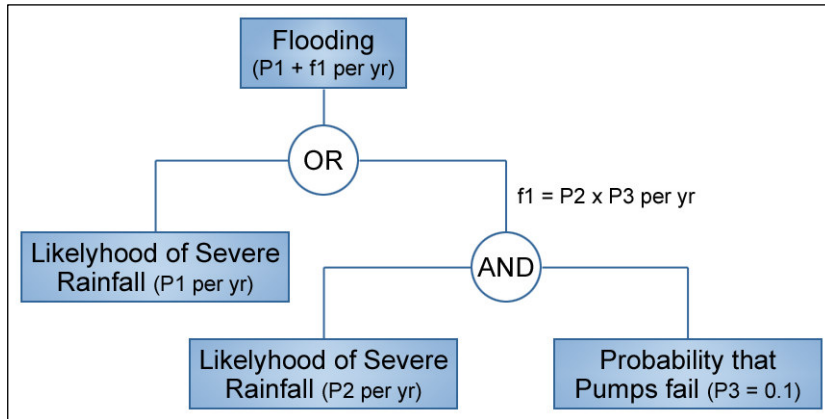 Flooding
(P1 + f1 per yr)
OR
f1 = P2 x P3 per yr
Likelyhood of Severe
Rainfall (P1 per yr)
AND
Likelyhood of Severe
Rainfall (P2 per yr)
Probability that
Pumps fail (P3 = 0.1)